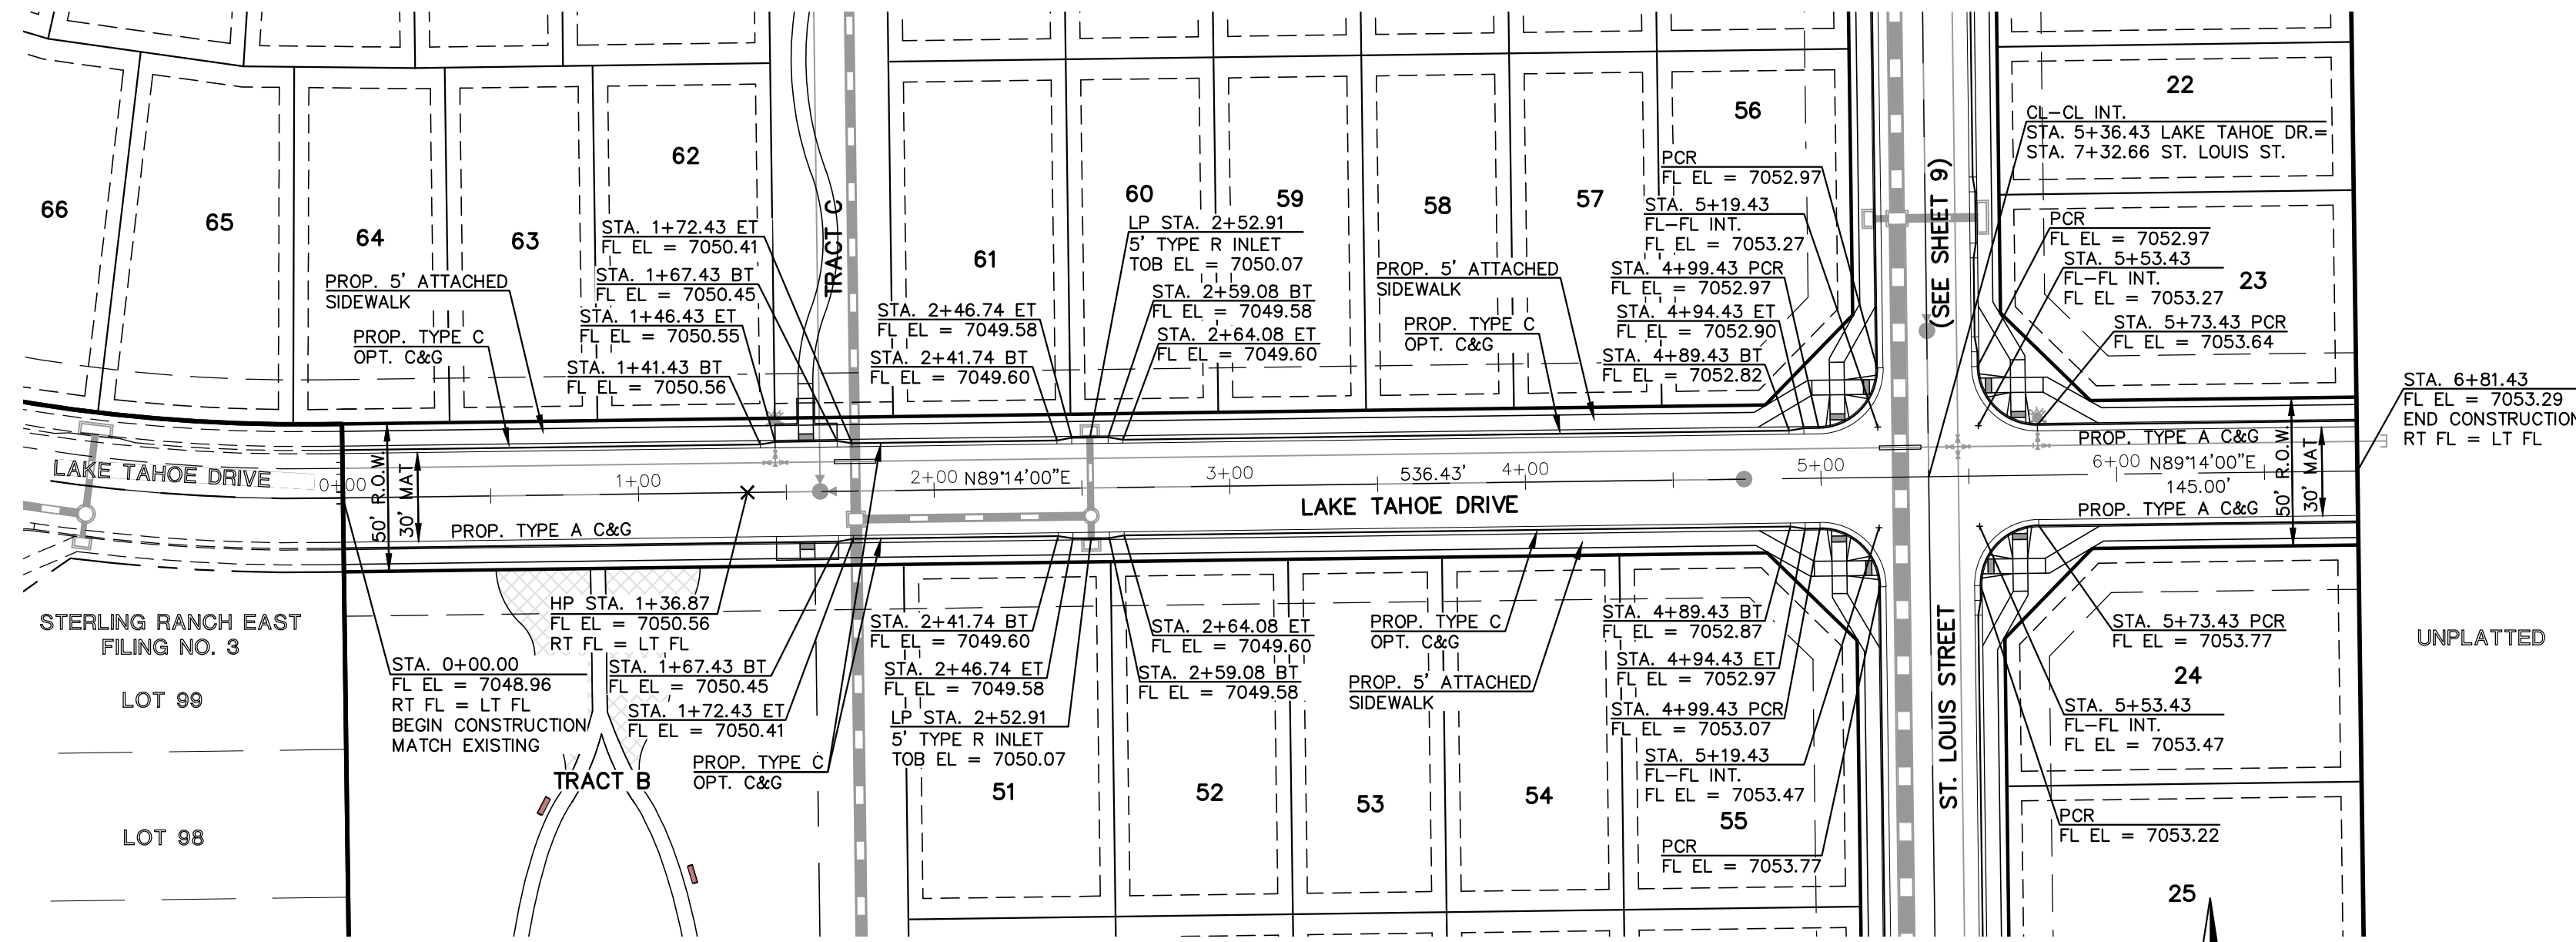 66
65
64
63
62
TRACT C
61
60
59
58
57
56
22
23
STA. 1+72.43 ET
FL EL = 7050.41
STA. 1+67.43 BT
FL EL = 7050.45
STA. 1+46.43 ET
FL EL = 7050.55
STA. 1+41.43 BT
FL EL = 7050.56
PROP. 5' ATTACHED
SIDEWALK
PROP. TYPE C
OPT. C&G
STA. 2+46.74 ET
FL EL = 7049.58
STA. 2+41.74 BT
FL EL = 7049.60
LP STA. 2+52.91
5' TYPE R INLET
TOB EL = 7050.07
STA. 2+59.08 BT
FL EL = 7049.58
STA. 2+64.08 ET
FL EL = 7049.60
PROP. 5' ATTACHED
SIDEWALK
PROP. TYPE C
OPT. C&G
PCR
FL EL = 7052.97
STA. 5+19.43
FL-FL INT.
FL EL = 7053.27
STA. 4+99.43 PCR
FL EL = 7052.97
STA. 4+94.43 ET
FL EL = 7052.90
STA. 4+89.43 BT
FL EL = 7052.82
(SEE SHEET 9)
CL-CL INT.
STA. 5+36.43 LAKE TAHOE DR.=
STA. 7+32.66 ST. LOUIS ST.
PCR
FL EL = 7052.97
STA. 5+53.43
FL-FL INT.
FL EL = 7053.27
STA. 5+73.43 PCR
FL EL = 7053.64
STA. 6+81.43
FL EL = 7053.29
END CONSTRUCTION
RT FL = LT FL
LAKE TAHOE DRIVE
0+00
50' R.O.W.
30' MAT
1+00
2+00
N89°14'00"E
3+00
536.43'
4+00
LAKE TAHOE DRIVE
5+00
PROP. TYPE A C&G
6+00
N89°14'00"E
145.00'
PROP. TYPE A C&G
50' R.O.W.
30' MAT
PROP. TYPE A C&G
STERLING RANCH EAST
FILING NO. 3
LOT 99
LOT 98
STA. 0+00.00
FL EL = 7048.96
RT FL = LT FL
BEGIN CONSTRUCTION
MATCH EXISTING
HP STA. 1+36.87
FL EL = 7050.56
RT FL = LT FL
STA. 1+67.43 BT
FL EL = 7050.45
STA. 1+72.43 ET
FL EL = 7050.41
PROP. TYPE C
OPT. C&G
TRACT B
STA. 2+41.74 BT
FL EL = 7049.60
STA. 2+46.74 ET
FL EL = 7049.58
LP STA. 2+52.91
5' TYPE R INLET
TOB EL = 7050.07
STA. 2+64.08 ET
FL EL = 7049.60
STA. 2+59.08 BT
FL EL = 7049.58
PROP. TYPE C
OPT. C&G
PROP. 5' ATTACHED
SIDEWALK
STA. 4+89.43 BT
FL EL = 7052.87
STA. 4+94.43 ET
FL EL = 7052.97
STA. 4+99.43 PCR
FL EL = 7053.07
STA. 5+19.43
FL-FL INT.
FL EL = 7053.47
PCR
FL EL = 7053.77
51
52
53
54
55
ST. LOUIS STREET
STA. 5+73.43 PCR
FL EL = 7053.77
24
STA. 5+53.43
FL-FL INT.
FL EL = 7053.47
PCR
FL EL = 7053.22
25
UNPLATTED